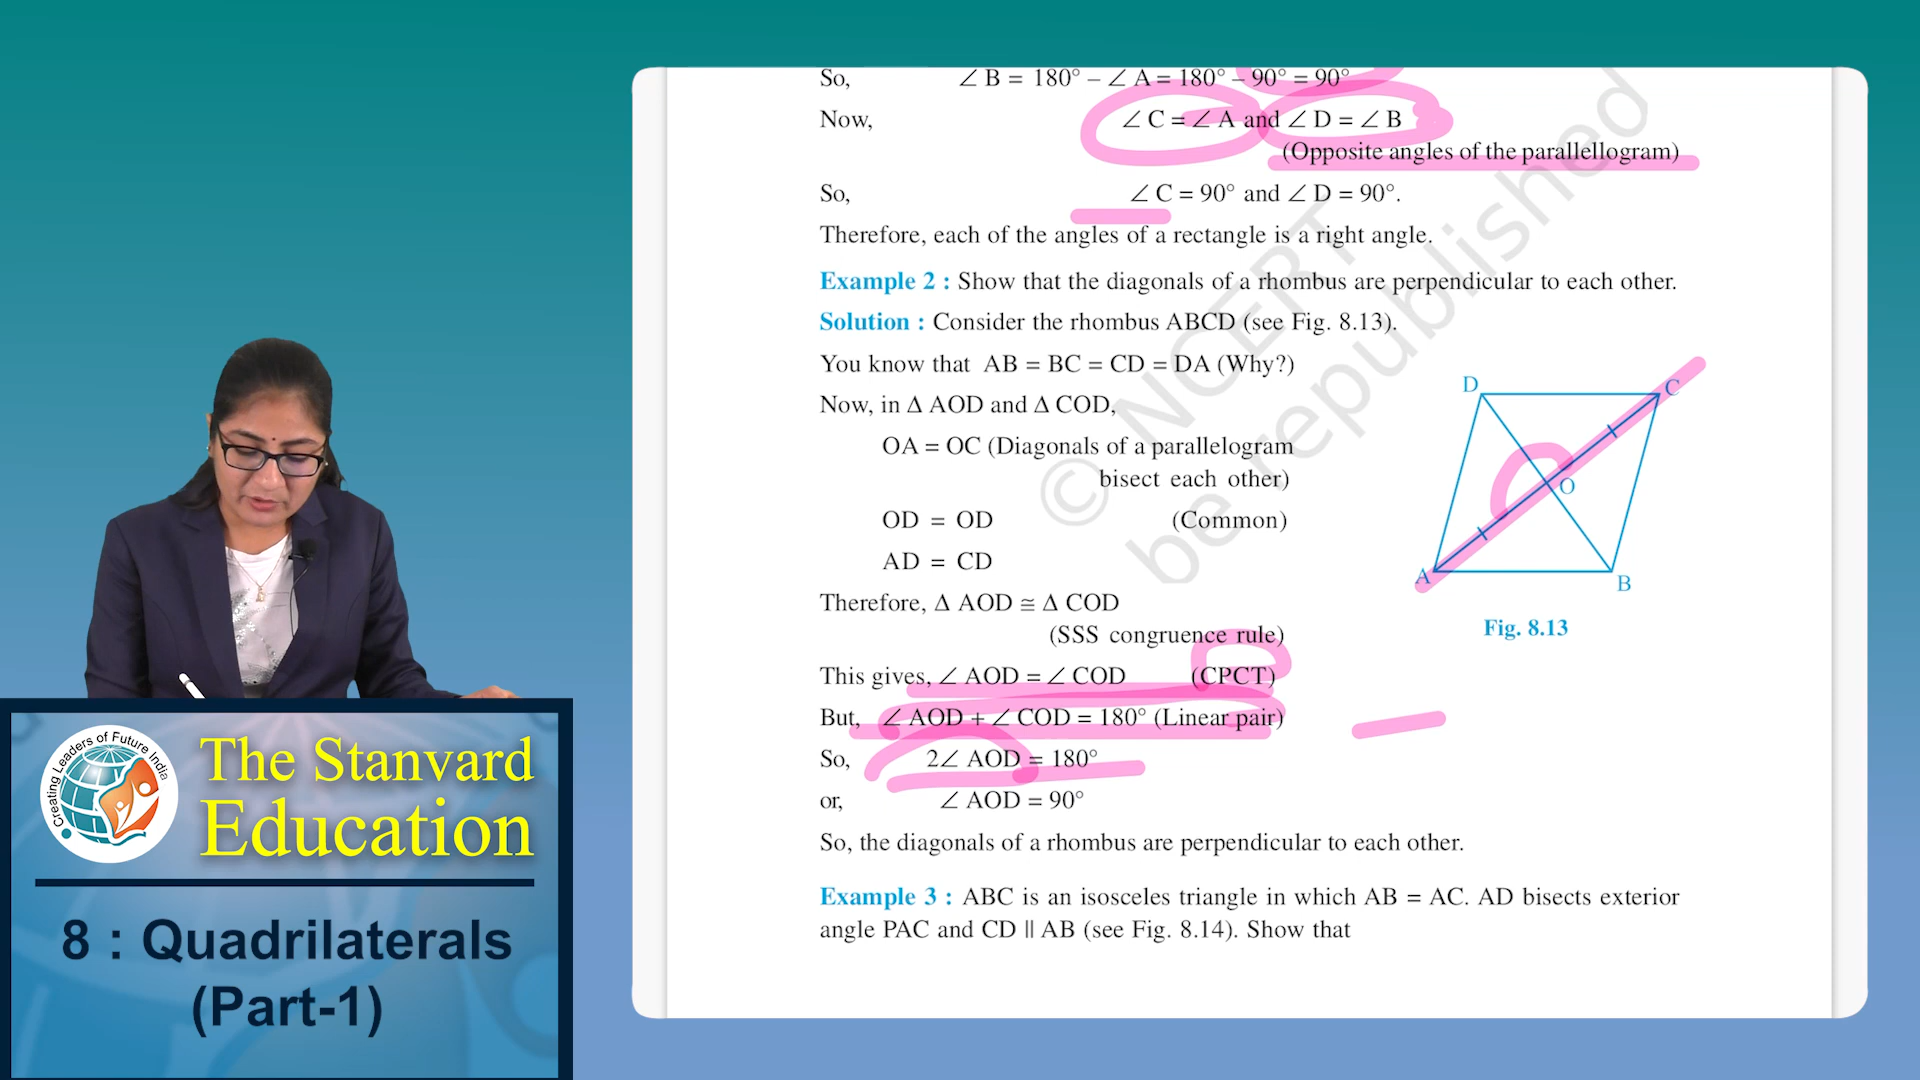 So, ∠ B = 180° – ∠ A = 180° – 90° = 90°
Now, ∠ C = ∠ A and ∠ D = ∠ B
(Opposite angles of the parallellogram)
So, ∠ C = 90° and ∠ D = 90°.
Therefore, each of the angles of a rectangle is a right angle.
Example 2 : Show that the diagonals of a rhombus are perpendicular to each other.
Solution : Consider the rhombus ABCD (see Fig. 8.13).
You know that AB = BC = CD = DA (Why?)
Now, in Δ AOD and Δ COD,
OA = OC (Diagonals of a parallelogram
bisect each other)
OD = OD (Common)
AD = CD
Therefore, Δ AOD ≅ Δ COD
(SSS congruence rule)
This gives, ∠ AOD = ∠ COD (CPCT)
But, ∠ AOD + ∠ COD = 180° (Linear pair)
So, 2∠ AOD = 180°
or, ∠ AOD = 90°
So, the diagonals of a rhombus are perpendicular to each other.
Example 3 : ABC is an isosceles triangle in which AB = AC. AD bisects exterior
angle PAC and CD || AB (see Fig. 8.14). Show that
D
C
O
A
B
Fig. 8.13
© NCERT
be republished
Creating Leaders of Future India
The Stanvard
Education
8 : Quadrilaterals
(Part-1)